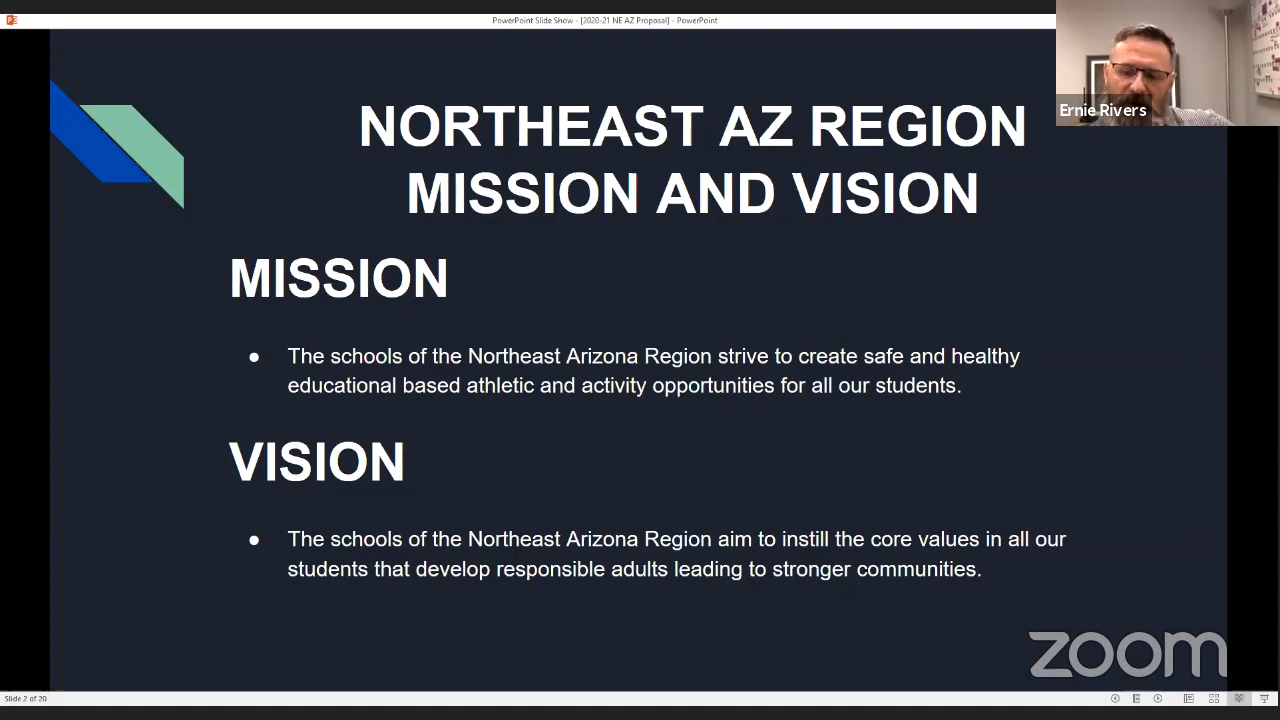 PowerPoint Slide Show - [2020-21 NE AZ Proposal] - PowerPoint
Ernie Rivers
NORTHEAST AZ REGION
MISSION AND VISION
MISSION
● The schools of the Northeast Arizona Region strive to create safe and healthy
educational based athletic and activity opportunities for all our students.
VISION
● The schools of the Northeast Arizona Region aim to instill the core values in all our
students that develop responsible adults leading to stronger communities.
zoom
Slide 2 of 20